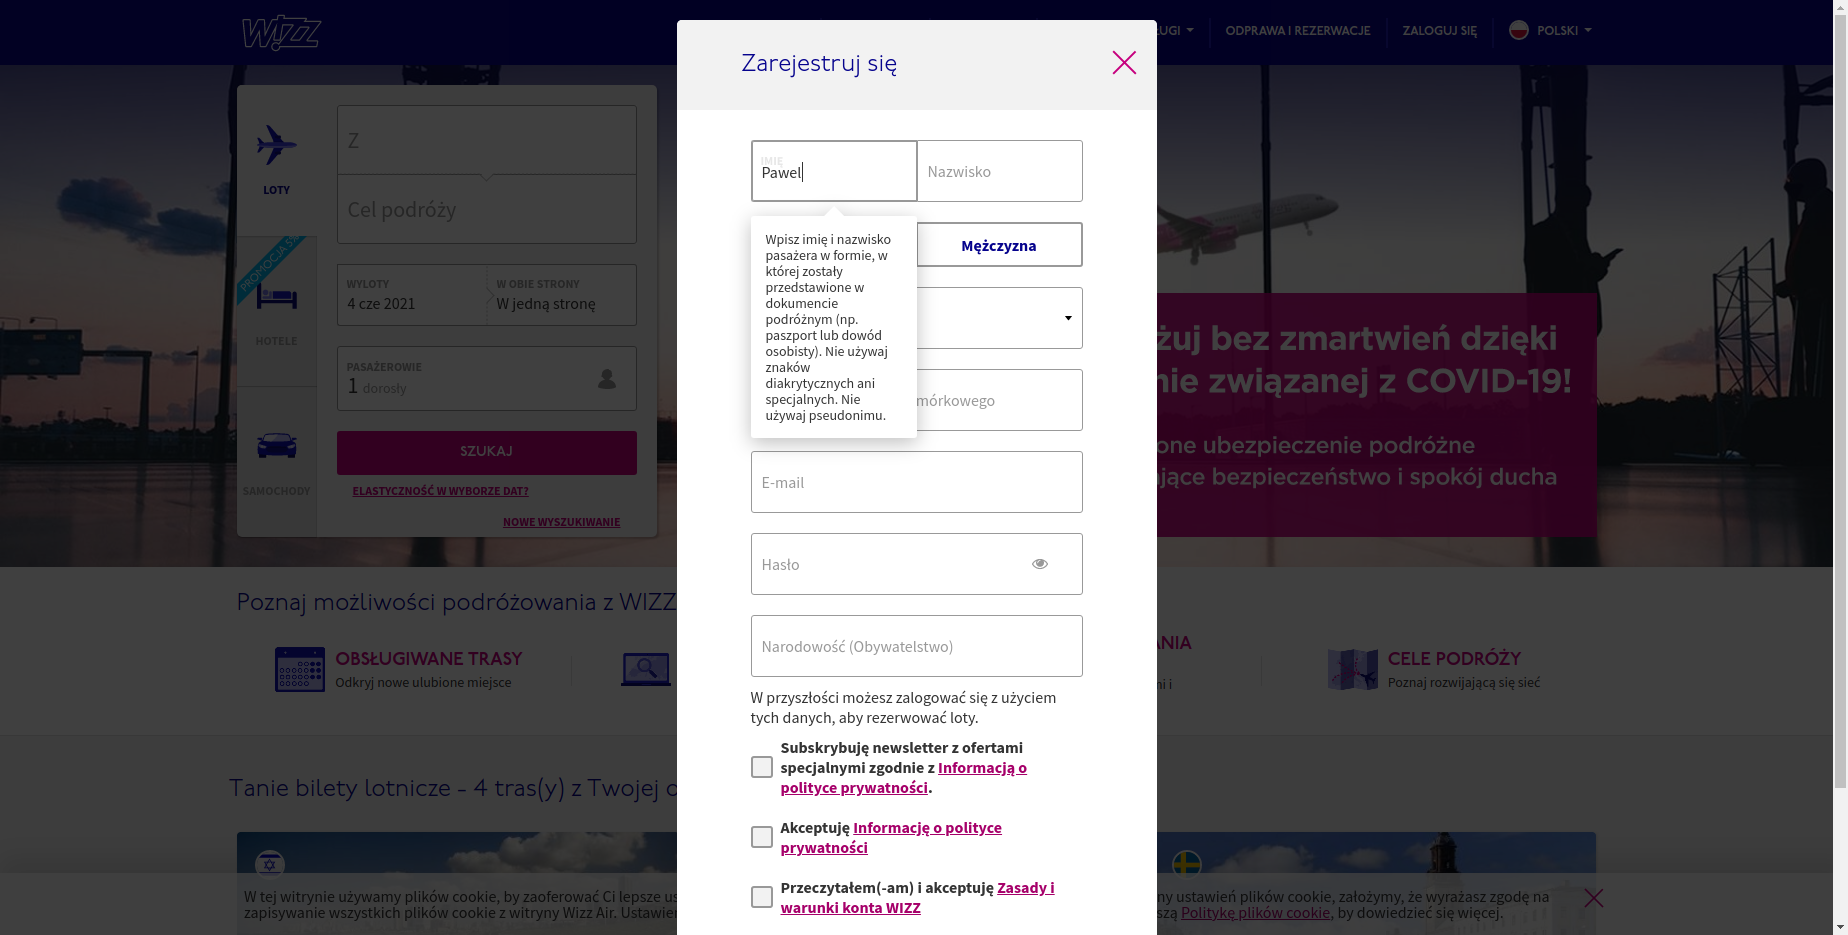 WIZZ
ŁUGI
ODPRAWA I REZERWACJE
ZALOGUJ SIĘ
POLSKI
Zarejestruj się
IMIĘ
Pawel
Nazwisko
Wpisz imię i nazwisko
pasażera w formie, w
której zostały
przedstawione w
dokumencie
podróżnym (np.
paszport lub dowód
osobisty). Nie używaj
znaków
diakrytycznych ani
specjalnych. Nie
używaj pseudonimu.
Mężczyzna
mórkowego
E-mail
Hasło
Narodowość (Obywatelstwo)
W przyszłości możesz zalogować się z użyciem
tych danych, aby rezerwować loty.
Subskrybuję newsletter z ofertami
specjalnymi zgodnie z Informacją o
polityce prywatności.
Akceptuję Informację o polityce
prywatności
Przeczytałem(-am) i akceptuję Zasady i
warunki konta WIZZ
LOTY
PROMOCJA
HOTELE
SAMOCHODY
Z
Cel podróży
WYLOTY
4 cze 2021
W OBIE STRONY
W jedną stronę
PASAŻEROWIE
1 dorosły
SZUKAJ
ELASTYCZNOŚĆ W WYBORZE DAT?
NOWE WYSZUKIWANIE
żuj bez zmartwień dzięki
nie związanej z COVID-19!
one ubezpieczenie podróżne
ające bezpieczeństwo i spokój ducha
Poznaj możliwości podróżowania z WIZZ
OBSŁUGIWANE TRASY
Odkryj nowe ulubione miejsce
ANIA
ni i
CELE PODRÓŻY
Poznaj rozwijającą się sieć
Tanie bilety lotnicze - 4 tras(y) z Twojej
W tej witrynie używamy plików cookie, by zaoferować Ci lepsze
zapisywanie wszystkich plików cookie z witryny Wizz Air.
ny ustawień plików cookie, założymy, że wyrażasz zgodę na
szą Politykę plików cookie, by dowiedzieć się więcej.